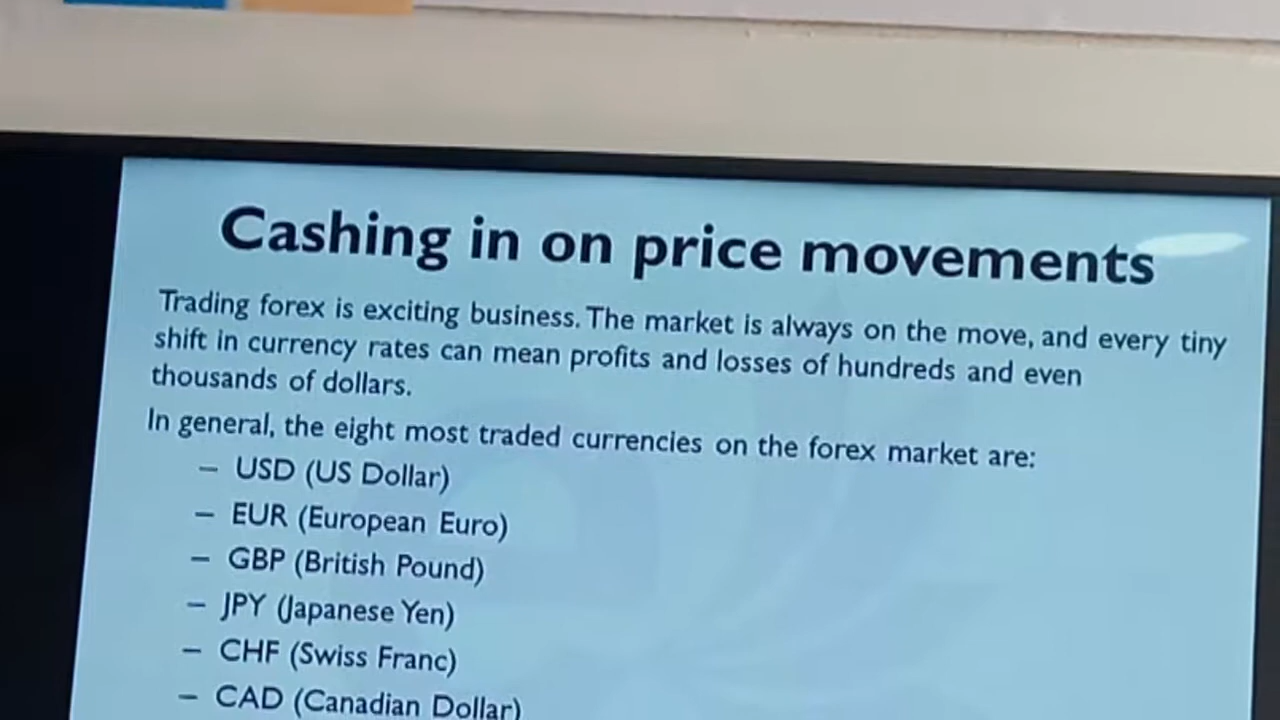 Cashing in on price movements
Trading forex is exciting business. The market is always on the move, and every tiny
shift in currency rates can mean profits and losses of hundreds and even
thousands of dollars.
In general, the eight most traded currencies on the forex market are:
– USD (US Dollar)
– EUR (European Euro)
– GBP (British Pound)
– JPY (Japanese Yen)
– CHF (Swiss Franc)
– CAD (Canadian Dollar)